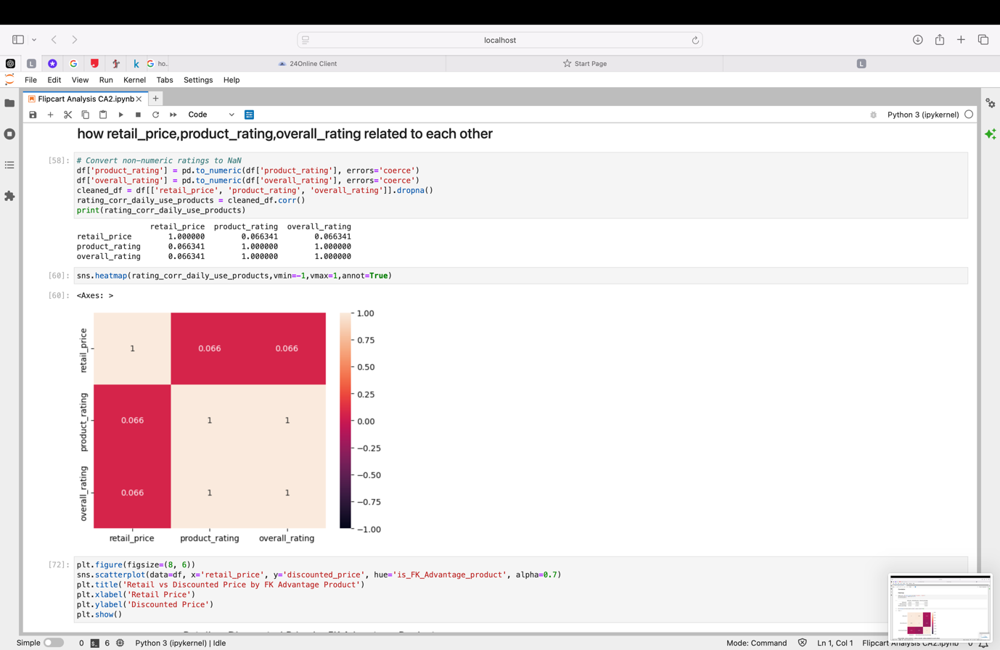 localhost
L
G
k
G ho..
24Online Client
Start Page
L
File Edit View Run Kernel Tabs Settings Help
Flipcart Analysis CA2.ipynb
Code
Python 3 (ipykernel)
how retail_price,product_rating,overall_rating related to each other
[58]:
# Convert non-numeric ratings to NaN
df['product_rating'] = pd.to_numeric(df['product_rating'], errors='coerce')
df['overall_rating'] = pd.to_numeric(df['overall_rating'], errors='coerce')
cleaned_df = df[['retail_price', 'product_rating', 'overall_rating']].dropna()
rating_corr_daily_use_products = cleaned_df.corr()
print(rating_corr_daily_use_products)
retail_price product_rating overall_rating
retail_price 1.000000 0.066341 0.066341
product_rating 0.066341 1.000000 1.000000
overall_rating 0.066341 1.000000 1.000000
[60]: sns.heatmap(rating_corr_daily_use_products,vmin=-1,vmax=1,annot=True)
[60]: <Axes: >
retail_price
product_rating
overall_rating
1 0.066 0.066
0.066 1 1
0.066 1 1
retail_price product_rating overall_rating
1.00
0.75
0.50
0.25
0.00
−0.25
−0.50
−0.75
−1.00
[72]:
plt.figure(figsize=(8, 6))
sns.scatterplot(data=df, x='retail_price', y='discounted_price', hue='is_FK_Advantage_product', alpha=0.7)
plt.title('Retail vs Discounted Price by FK Advantage Product')
plt.xlabel('Retail Price')
plt.ylabel('Discounted Price')
plt.show()
Simple 0 6 Python 3 (ipykernel) | Idle
Mode: Command Ln 1, Col 1 Flipcart Analysis CA2.ipynb 0